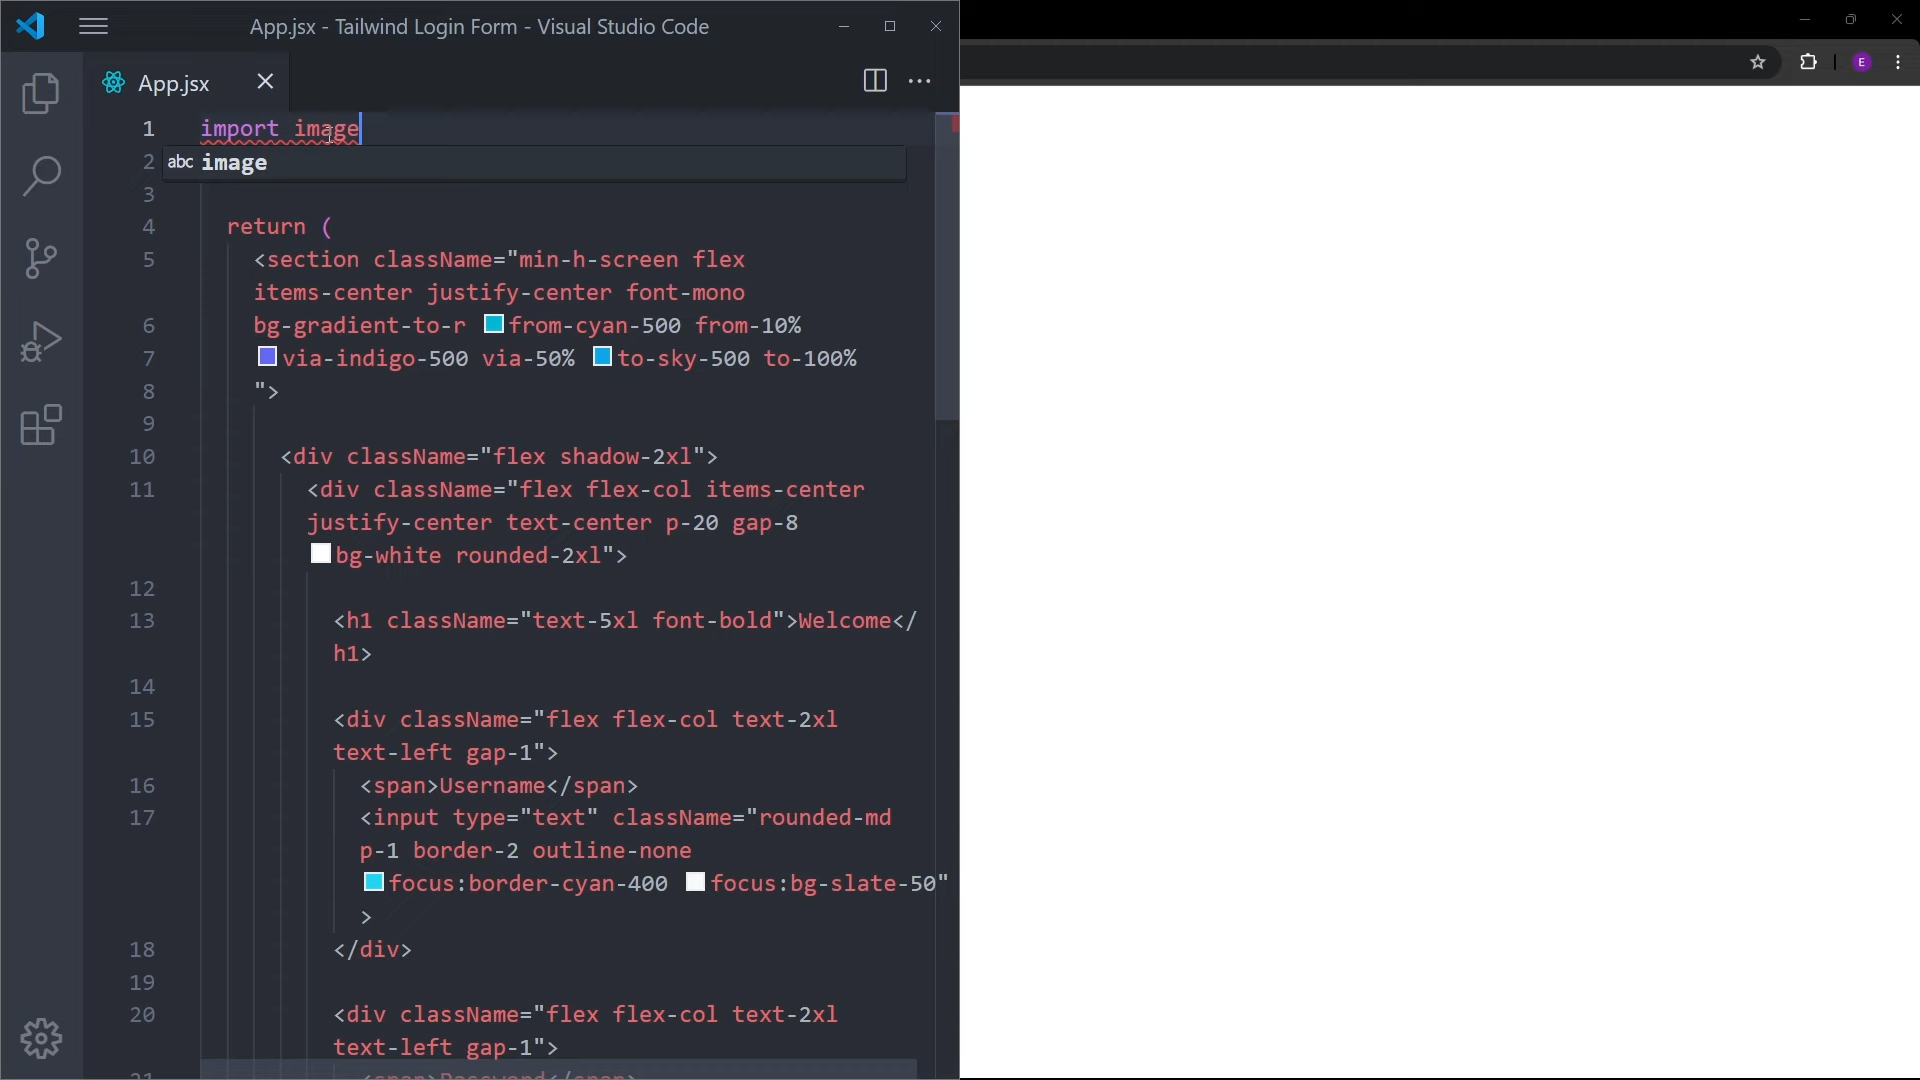 App.jsx - Tailwind Login Form - Visual Studio Code
E
App.jsx
1 import image
2 abc image
3
4 return (
5 <section className="min-h-screen flex
items-center justify-center font-mono
6 bg-gradient-to-r from-cyan-500 from-10%
7 via-indigo-500 via-50% to-sky-500 to-100%
8 ">
9
10 <div className="flex shadow-2xl">
11 <div className="flex flex-col items-center
justify-center text-center p-20 gap-8
bg-white rounded-2xl">
12
13 <h1 className="text-5xl font-bold">Welcome</
h1>
14
15 <div className="flex flex-col text-2xl
text-left gap-1">
16 <span>Username</span>
17 <input type="text" className="rounded-md
p-1 border-2 outline-none
focus:border-cyan-400 focus:bg-slate-50"
>
18 </div>
19
20 <div className="flex flex-col text-2xl
text-left gap-1">
21 <span>Password</span>